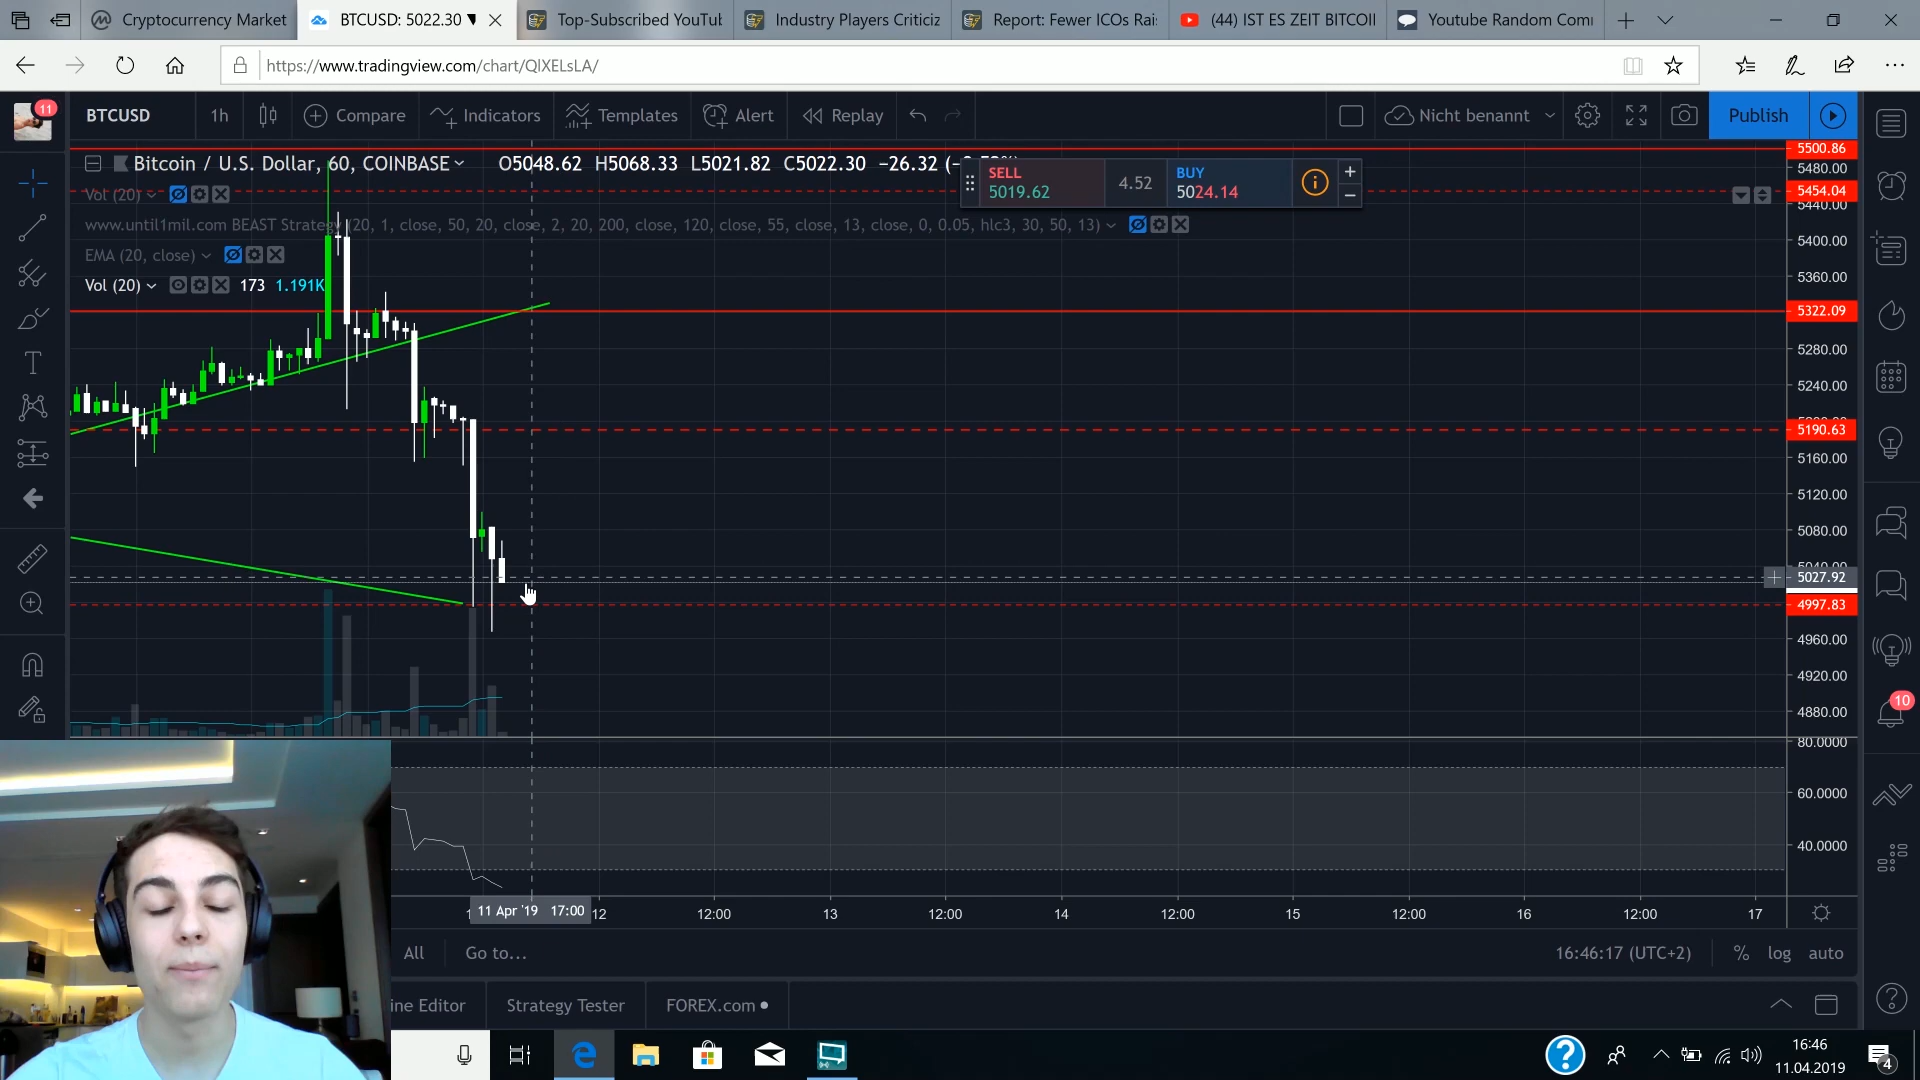 Cryptocurrency Market
BTCUSD: 5022.30 ▼
Top-Subscribed YouTub
Industry Players Criticiz
Report: Fewer ICOs Rai
(44) IST ES ZEIT BITCOI
Youtube Random Com
https://www.tradingview.com/chart/QlXELsLA/
11
BTCUSD 1h Compare Indicators Templates Alert Replay Nicht benannt Publish
Bitcoin / U.S. Dollar, 60, COINBASE O5048.62 H5068.33 L5021.82 C5022.30 −26.32
SELL
5019.62
4.52
BUY
5024.14
Vol (20)
www.until1mil.com BEAST Strategy (20, 1, close, 50, 20, close, 2, 20, 200, close, 120, close, 55, close, 13, close, 0, 0.05, hlc3, 30, 50, 13)
EMA (20, close)
Vol (20) 173 1.191K
5500.86
5480.00
5454.04
5440.00
5400.00
5360.00
5322.09
5280.00
5240.00
5190.63
5160.00
5120.00
5080.00
5040.00
5027.92
4997.83
4960.00
4920.00
4880.00
10
80.0000
60.0000
40.0000
11 Apr '19 17:00
12 12:00 13 12:00 14 12:00 15 12:00 16 12:00 17
All Go to... 16:46:17 (UTC+2) % log auto
ine Editor Strategy Tester FOREX.com
16:46
11.04.2019
4